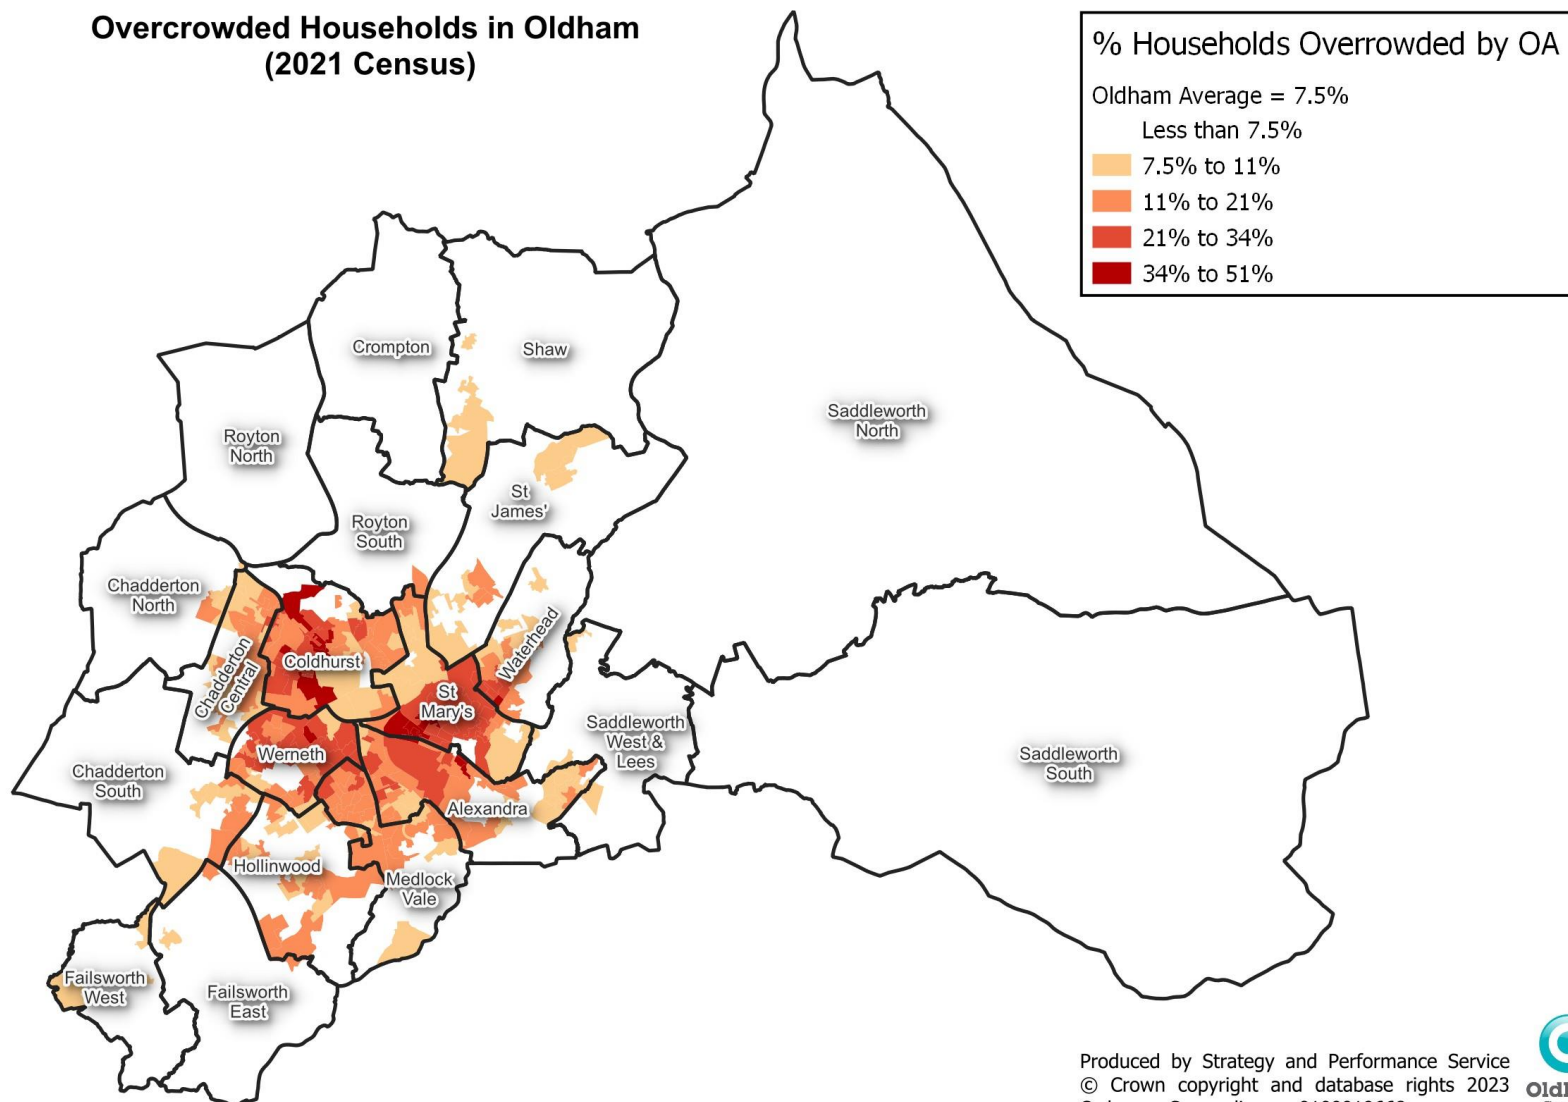 Overcrowded Households in Oldham
(2021 Census)
% Households Overrowded by OA
Oldham Average = 7.5%
Less than 7.5%
7.5% to 11%
11% to 21%
21% to 34%
34% to 51%
Crompton
Shaw
Saddleworth
North
Royton
North
St
James'
Royton
South
Chadderton
North
Waterhead
Coldhurst
Chadderton
Central
St
Mary's
Saddleworth
West &
Lees
Werneth
Saddleworth
South
Chadderton
South
Alexandra
Hollinwood
Medlock
Vale
Failsworth
West
Failsworth
East
Produced by Strategy and Performance Service
© Crown copyright and database rights 2023